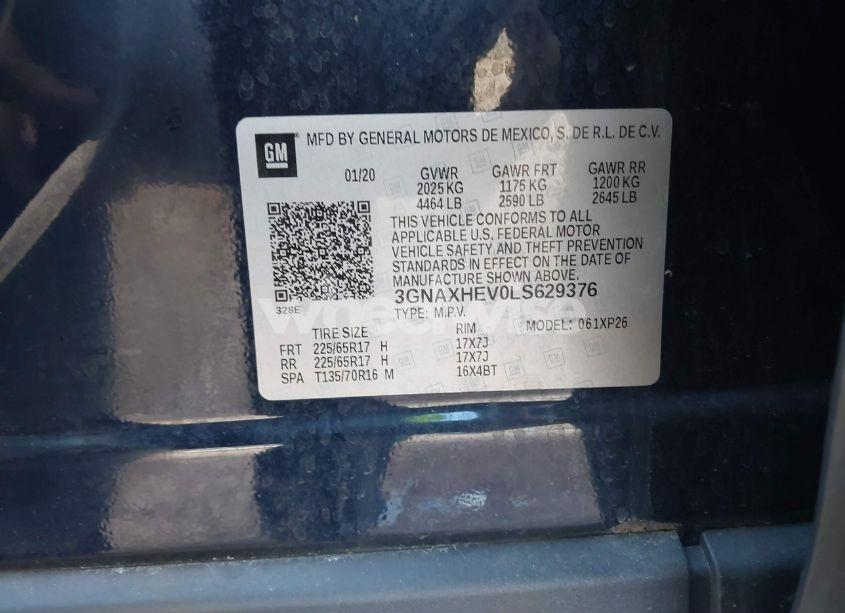 GM
MFD BY GENERAL MOTORS DE MEXICO, S. DE R.L. DE C.V.
01/20 GVWR GAWR FRT GAWR RR
2025 KG 1175 KG 1200 KG
4464 LB 2590 LB 2645 LB
THIS VEHICLE CONFORMS TO ALL
APPLICABLE U.S. FEDERAL MOTOR
VEHICLE SAFETY AND THEFT PREVENTION
STANDARDS IN EFFECT ON THE DATE OF
MANUFACTURE SHOWN ABOVE.
3GNAXHEV0LS629376
328E
TYPE: M.P.V.
TIRE SIZE RIM MODEL: 061XP26
FRT 225/65R17 H 17X7J
RR 225/65R17 H 17X7J
SPA T135/70R16 M 16X4BT